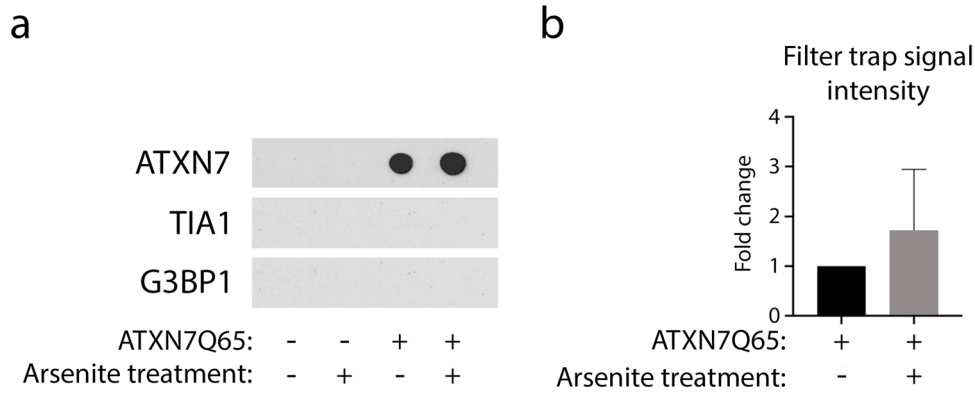 a
ATXN7
TIA1
G3BP1
ATXN7Q65: - - + +
Arsenite treatment: - + - +
b
Filter trap signal
intensity
Fold change
4
3
2
1
0
ATXN7Q65: + +
Arsenite treatment: - +